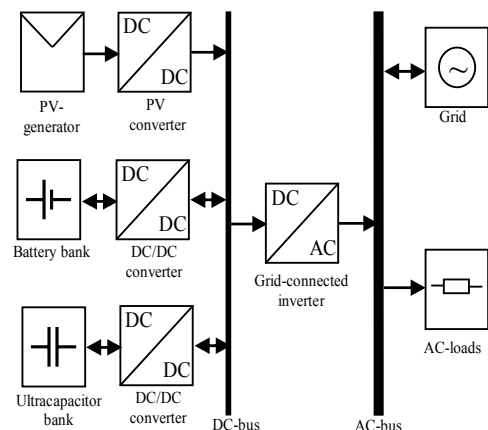 DC
DC
PV-
generator
PV
converter
Grid
DC
DC
Battery bank
DC/DC
converter
DC
AC
Grid-connected
inverter
AC-loads
DC
DC
Ultracapacitor
bank
DC/DC
converter
DC-bus
AC-bus